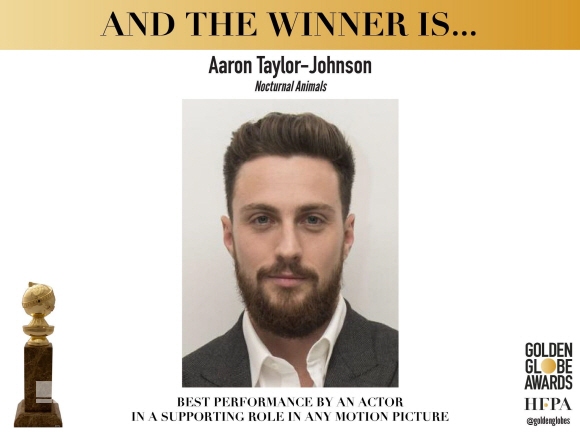 AND THE WINNER IS...
Aaron Taylor-Johnson
Nocturnal Animals
BEST PERFORMANCE BY AN ACTOR
IN A SUPPORTING ROLE IN ANY MOTION PICTURE
GOLDEN
GLOBE
AWARDS
HFPA
@goldenglobes